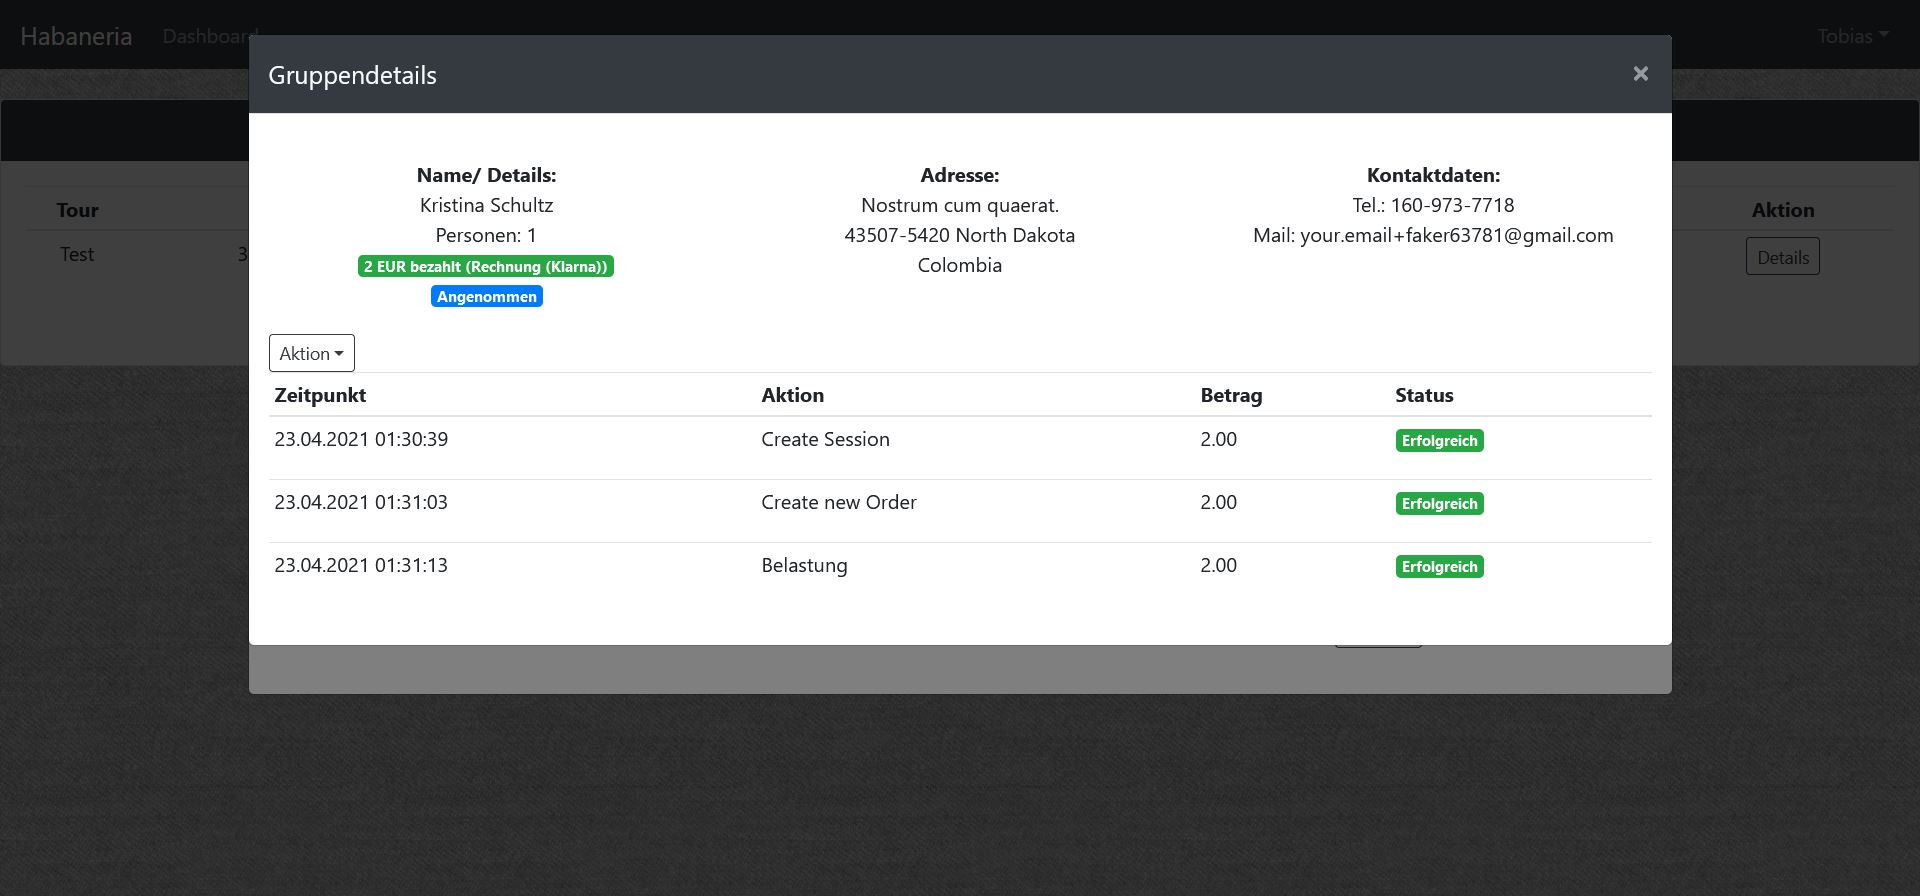 Habaneria Dashboard Tobias
Gruppendetails ×
Name/ Details: Adresse: Kontaktdaten:
Kristina Schultz Nostrum cum quaerat. Tel.: 160-973-7718
Personen: 1 43507-5420 North Dakota Mail: your.email+faker63781@gmail.com
2 EUR bezahlt (Rechnung (Klarna)) Colombia
Angenommen
Tour Aktion
Test 3 Details
Aktion
Zeitpunkt Aktion Betrag Status
23.04.2021 01:30:39 Create Session 2.00 Erfolgreich
23.04.2021 01:31:03 Create new Order 2.00 Erfolgreich
23.04.2021 01:31:13 Belastung 2.00 Erfolgreich